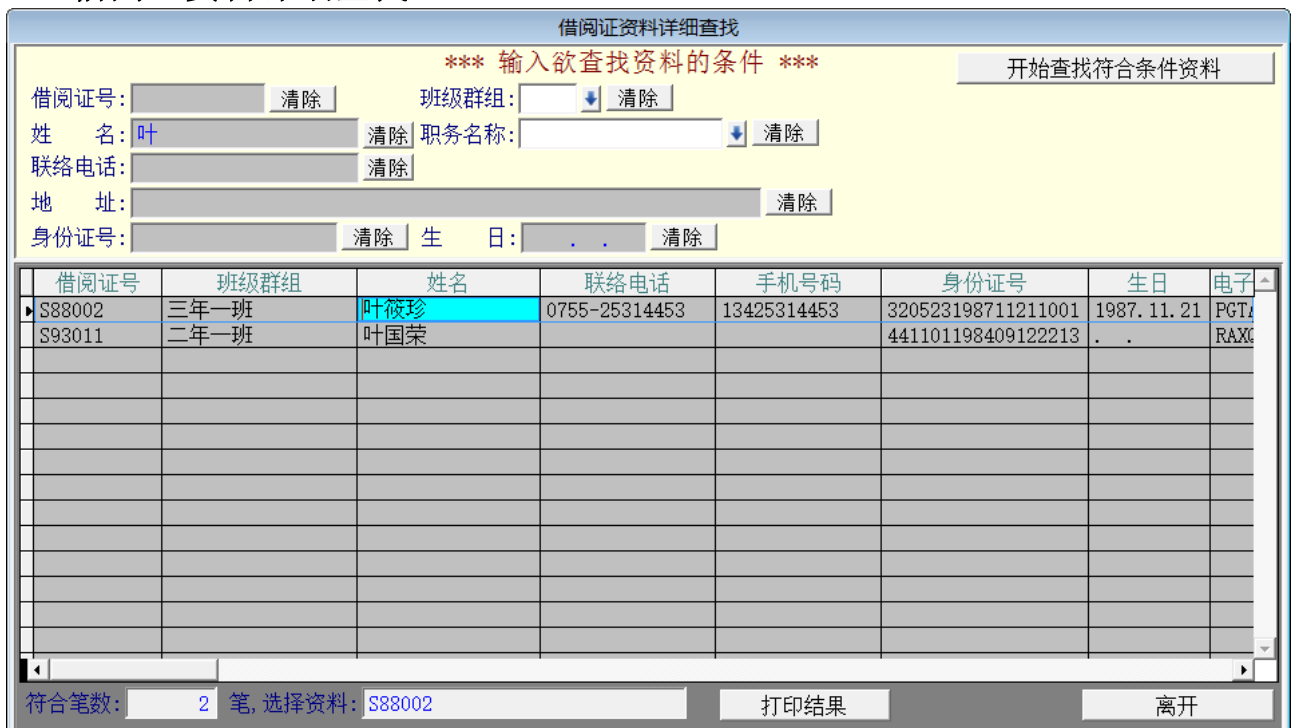 借阅证资料详细查找
*** 输入欲查找资料的条件 *** 开始查找符合条件资料
借阅证号: 清除 班级群组: 清除
姓 名: 叶 清除 职务名称: 清除
联络电话: 清除
地 址: 清除
身份证号: 清除 生 日: . . 清除
借阅证号 班级群组 姓名 联络电话 手机号码 身份证号 生日 电子
S88002 三年一班 叶筱珍 0755-25314453 13425314453 320523198711211001 1987.11.21 PGTA
S93011 二年一班 叶国荣 441101198409122213 . . RAXQ
符合笔数: 2 笔,选择资料: S88002 打印结果 离开